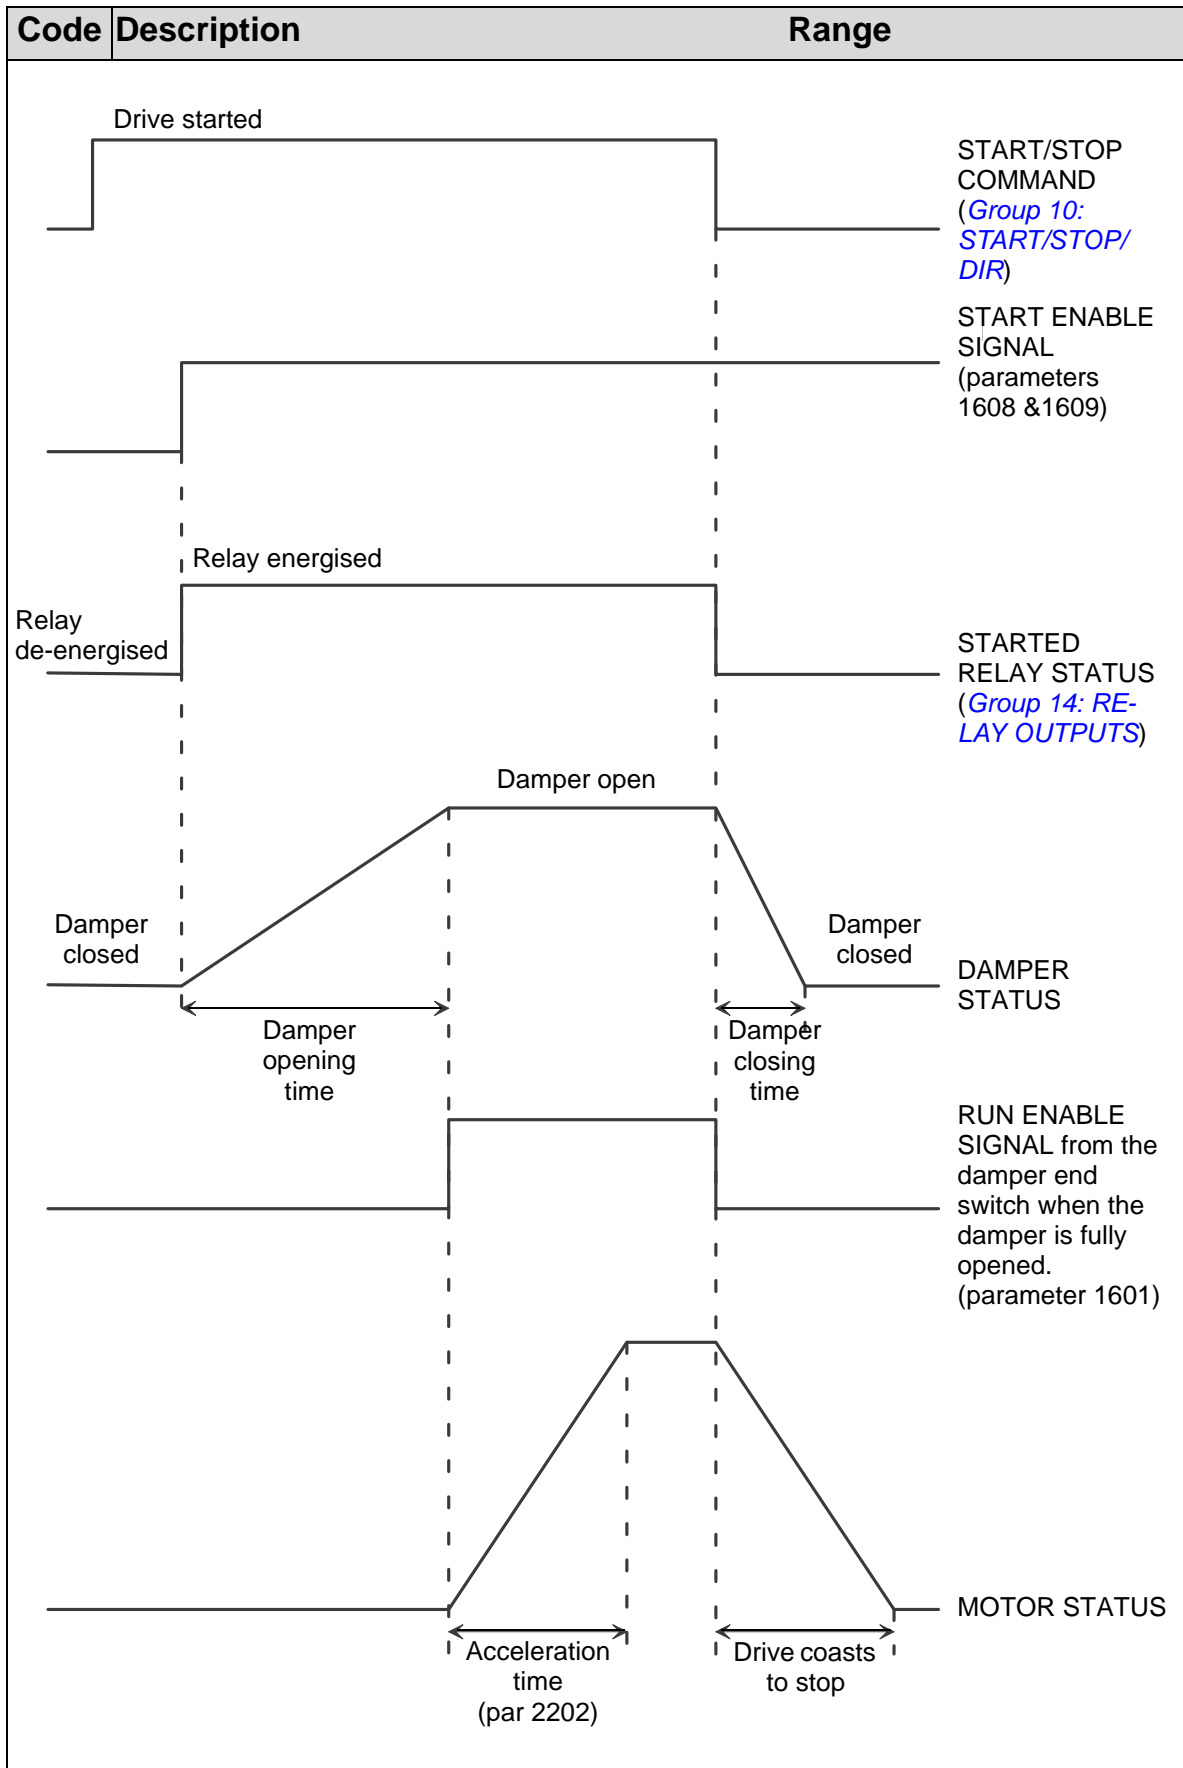 Code Description Range
Drive started
START/STOP
COMMAND
(Group 10:
START/STOP/
DIR)
START ENABLE
SIGNAL
(parameters
1608 &1609)
Relay energised
Relay
de-energised
STARTED
RELAY STATUS
(Group 14: RE-
LAY OUTPUTS)
Damper open
Damper
closed
Damper
closed
DAMPER
STATUS
Damper
opening
time
Damper
closing
time
RUN ENABLE
SIGNAL from the
damper end
switch when the
damper is fully
opened.
(parameter 1601)
MOTOR STATUS
Acceleration
time
(par 2202)
Drive coasts
to stop